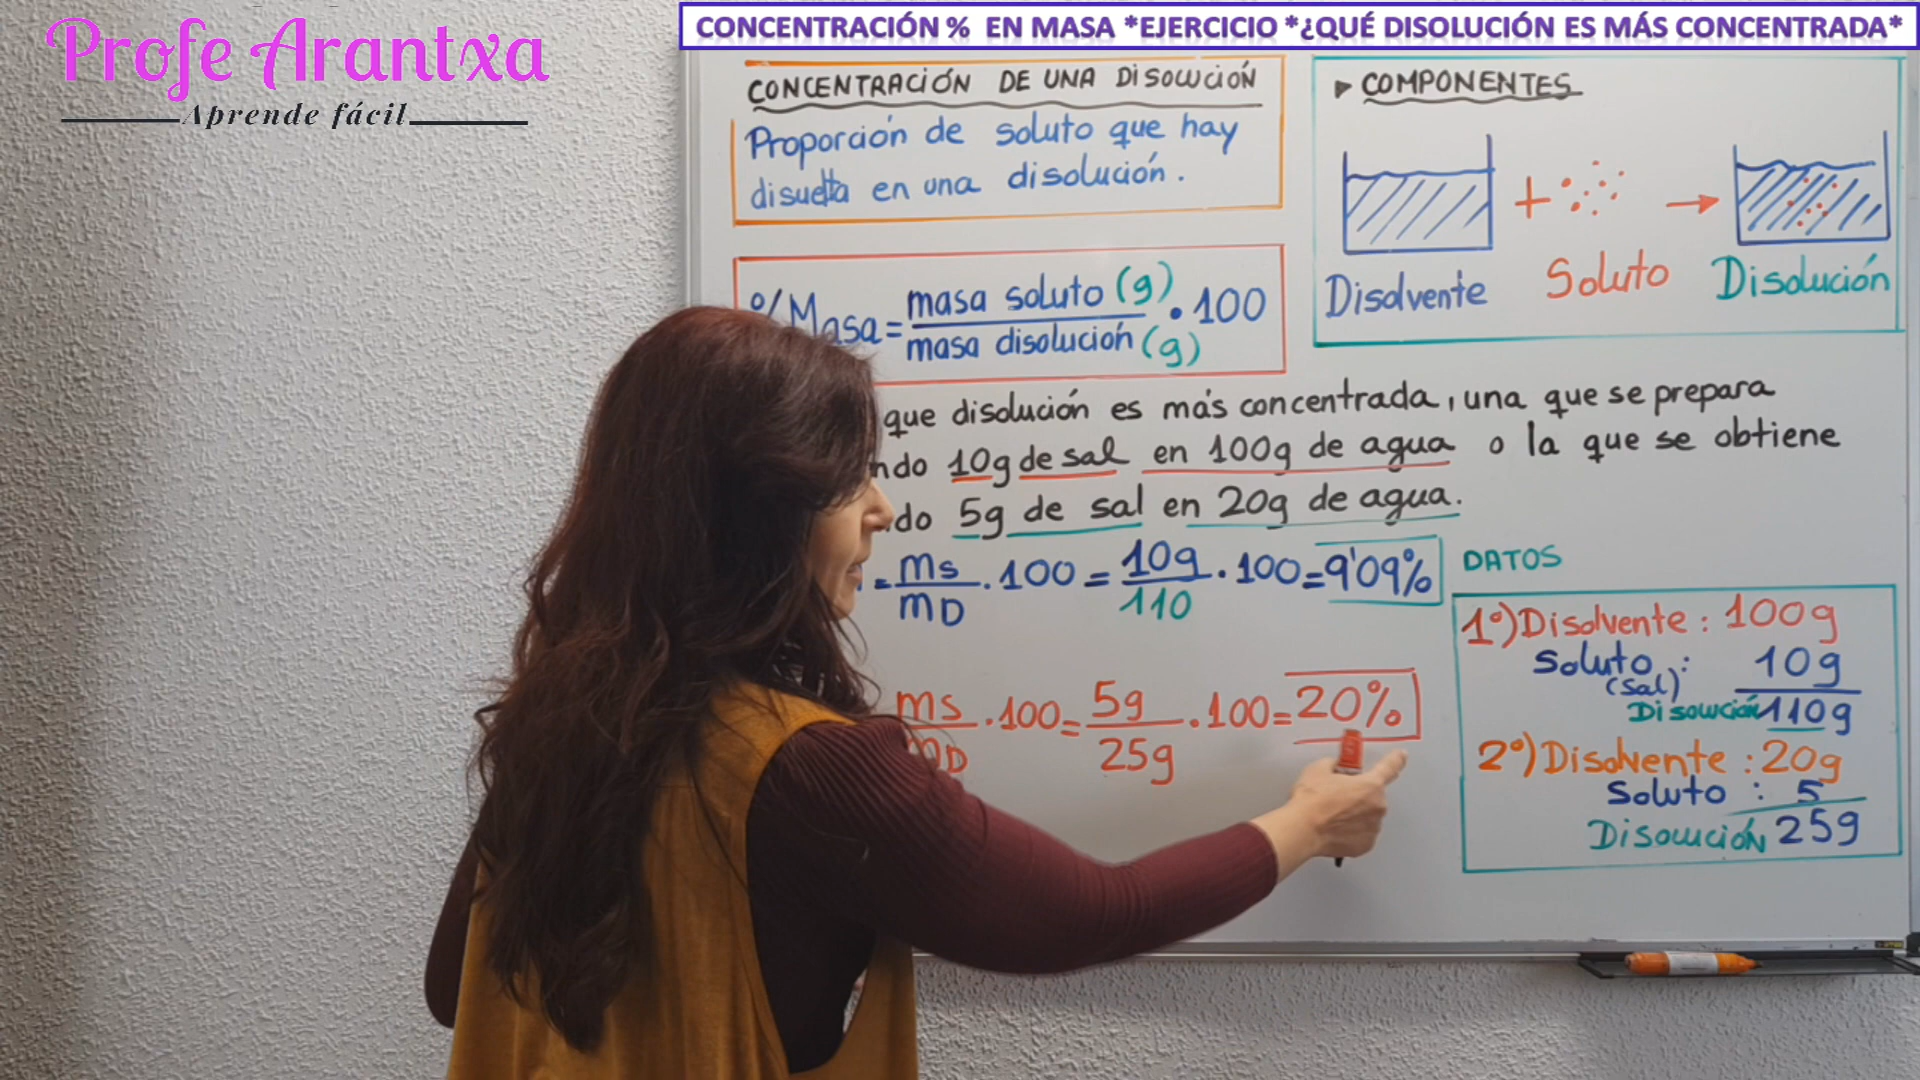 Profe Arantxa
Aprende fácil
CONCENTRACIÓN % EN MASA *EJERCICIO *¿QUÉ DISOLUCIÓN ES MÁS CONCENTRADA*
CONCENTRACIÓN DE UNA DISOLUCIÓN
Proporción de soluto que hay
disuelta en una disolución.
▶ COMPONENTES
+ →
Disolvente Soluto Disolución
% Masa = masa soluto (g) / masa disolución (g) · 100
que disolución es más concentrada, una que se prepara
ndo 10g de sal en 100g de agua o la que se obtiene
do 5g de sal en 20g de agua.
= ms / mD · 100 = 10g / 110 · 100 = 9'09%
ms / mD · 100 = 5g / 25g · 100 = 20%
DATOS
1º) Disolvente : 100g
Soluto : 10g
(sal)
Disolución 110g
2º) Disolvente : 20g
Soluto : 5
Disolución 25g